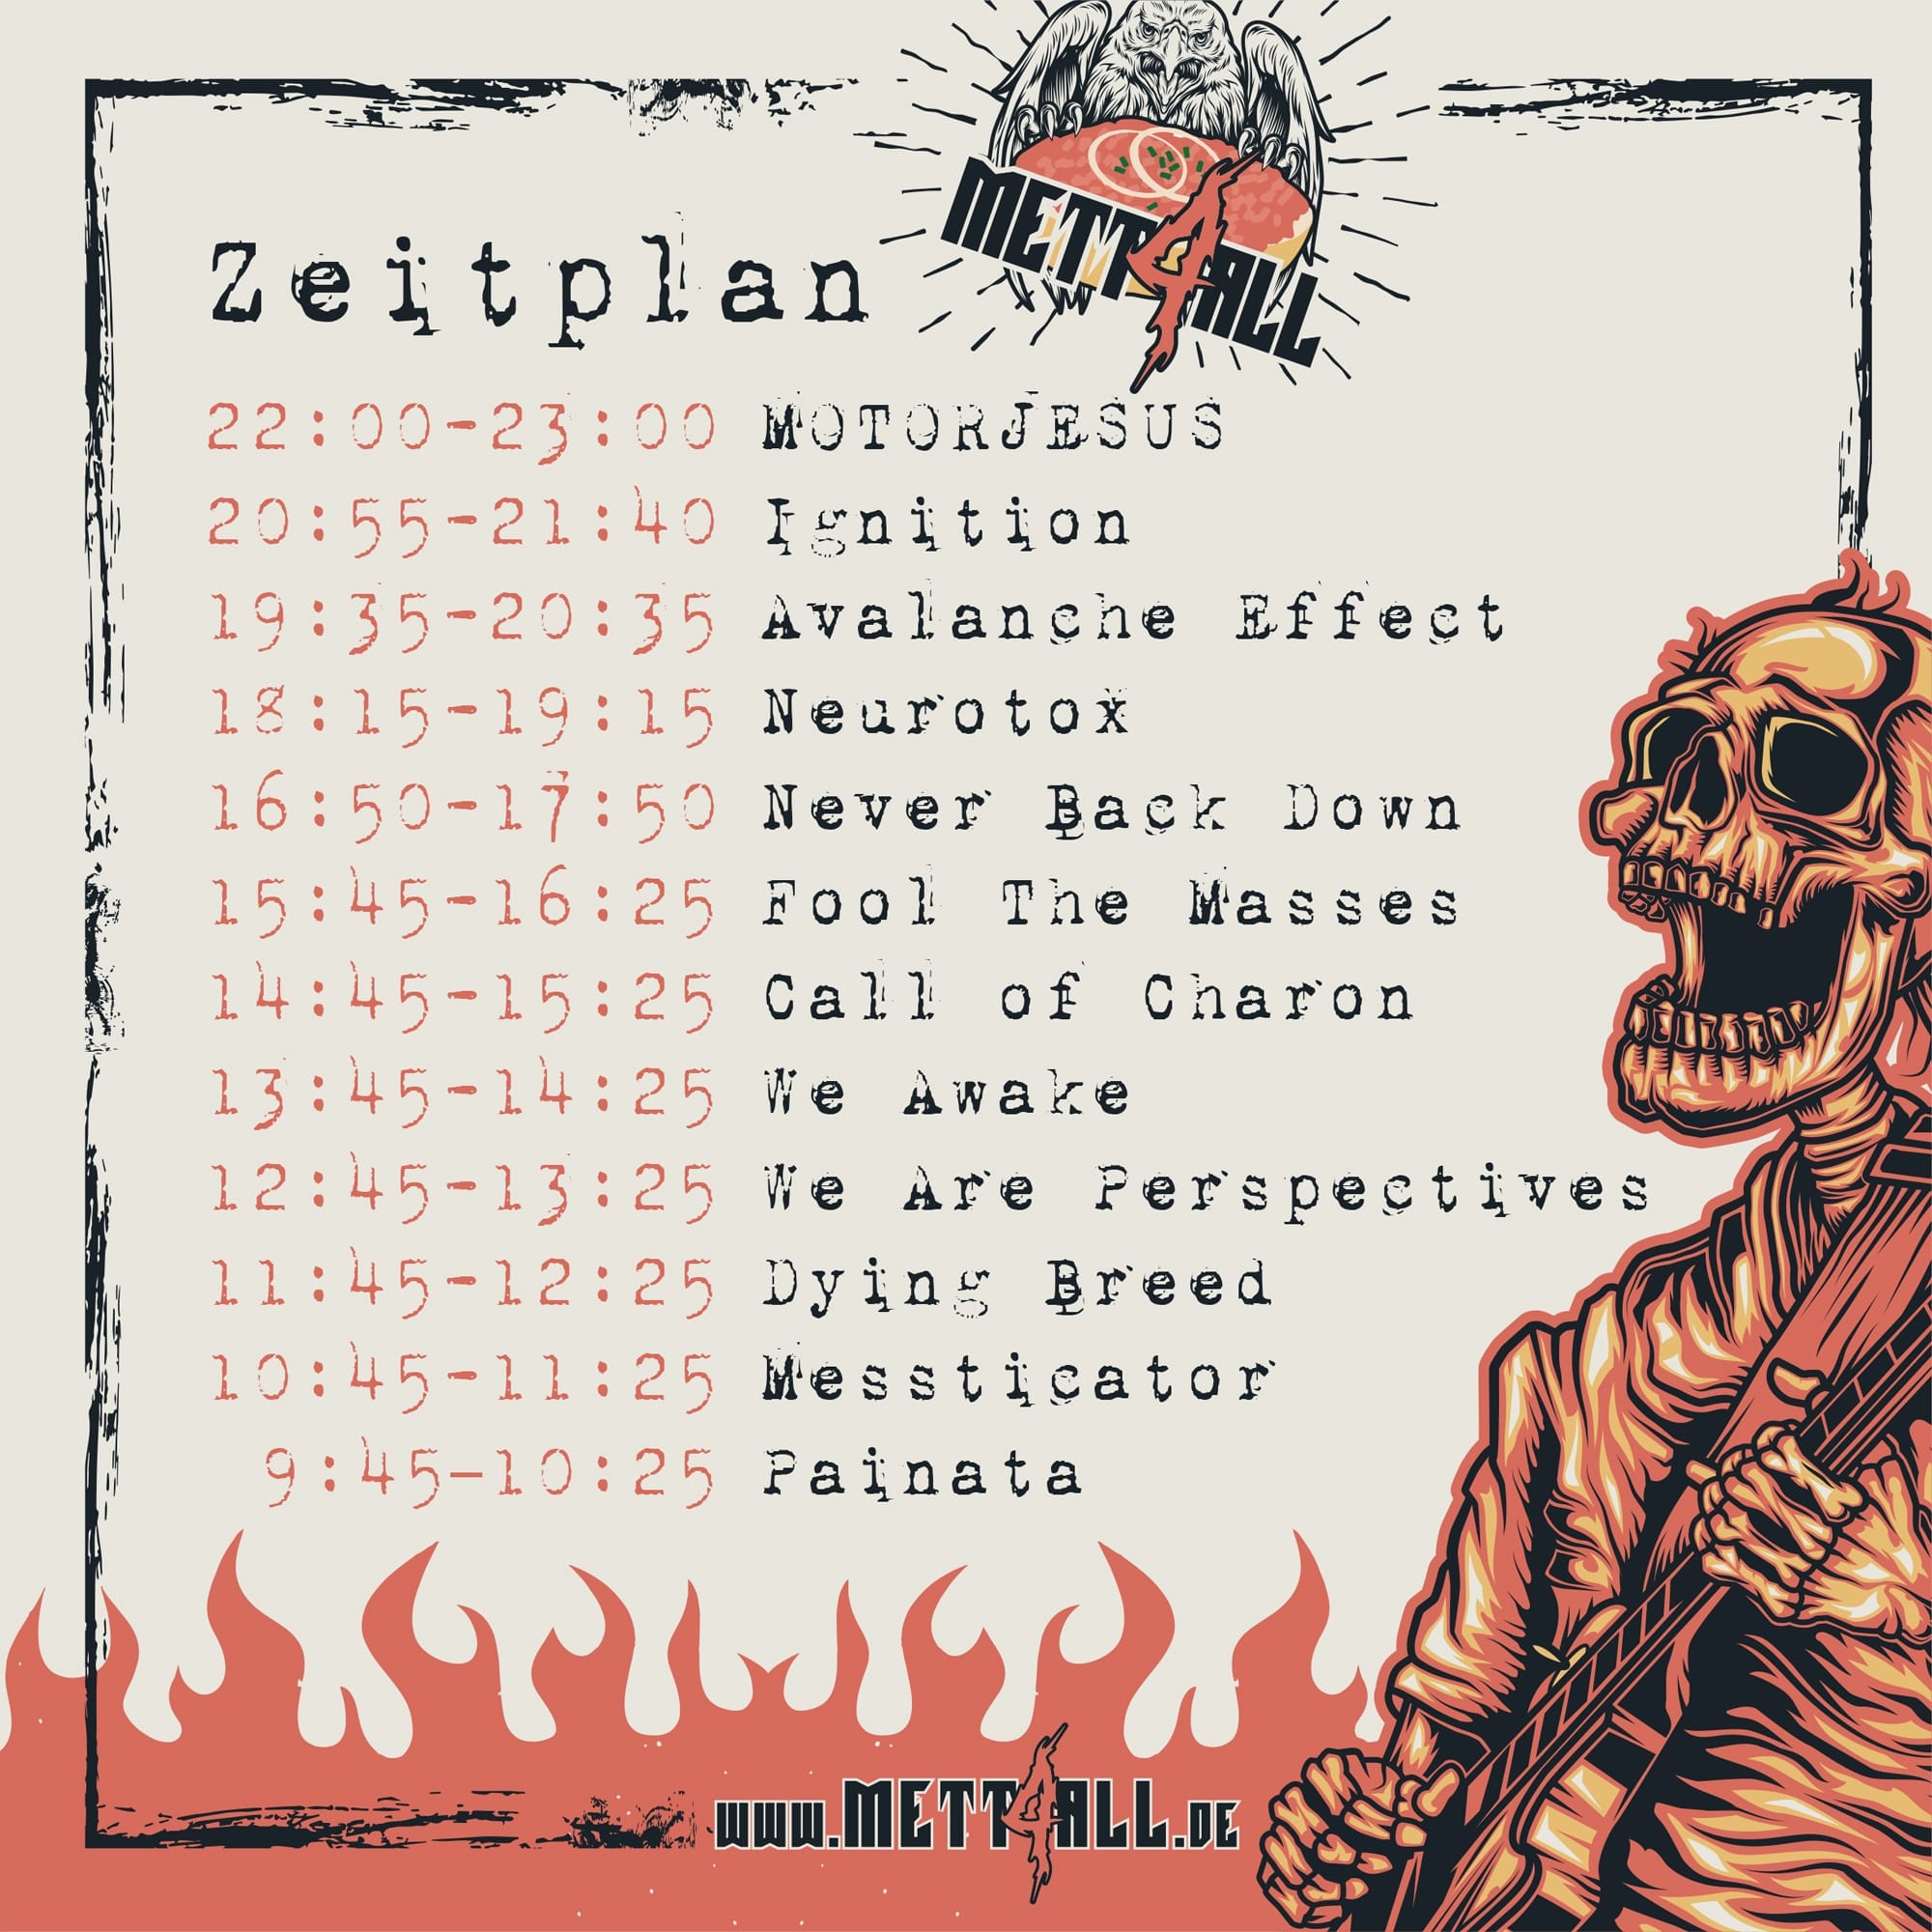 METT4ALL
Zeitplan
22:00-23:00 MOTORJESUS
20:55-21:40 Ignition
19:35-20:35 Avalanche Effect
18:15-19:15 Neurotox
16:50-17:50 Never Back Down
15:45-16:25 Fool The Masses
14:45-15:25 Call of Charon
13:45-14:25 We Awake
12:45-13:25 We Are Perspectives
11:45-12:25 Dying Breed
10:45-11:25 Messticator
9:45-10:25 Painata
www.METT4ALL.DE